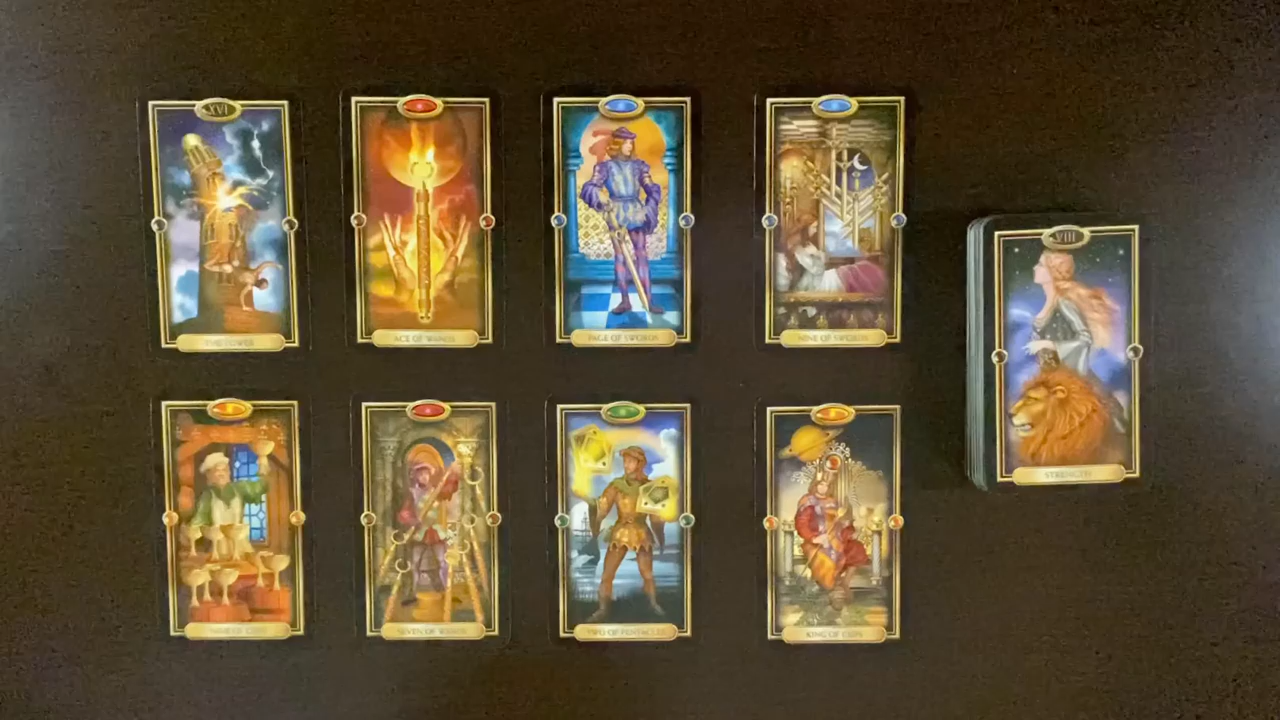 XVI
THE TOWER
ACE OF WANDS
PAGE OF SWORDS
NINE OF SWORDS
VIII
STRENGTH
NINE OF CUPS
SEVEN OF WANDS
TWO OF PENTACLES
KING OF CUPS